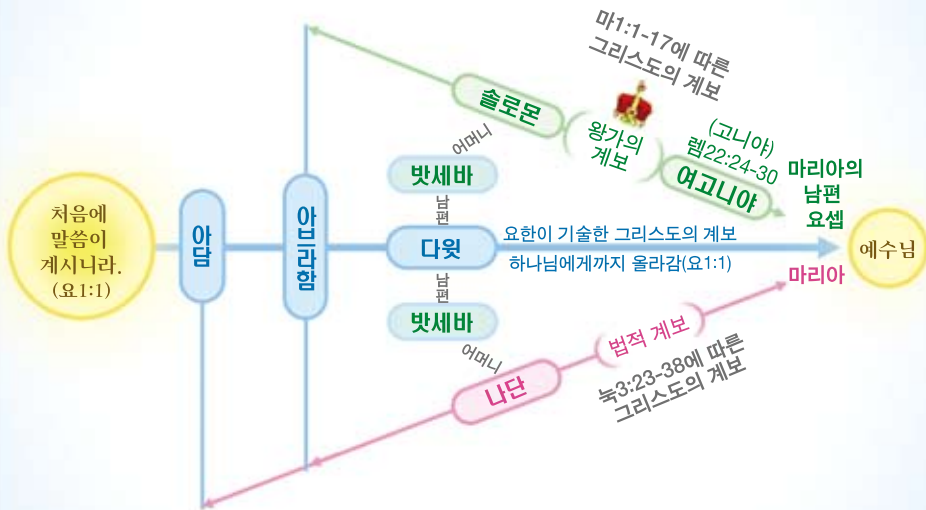 마1:1-17에 따른
그리스도의 계보
솔로몬
왕가의
계보
(고니야)
렘22:24-30
여고니야
마리아의
남편
요셉
어머니
밧세바
남편
처음에
말씀이
계시니라.
(요1:1)
아담
아브라함
다윗
요한이 기술한 그리스도의 계보
하나님에게까지 올라감(요1:1)
예수님
마리아
남편
밧세바
어머니
나단
법적 계보
눅3:23-38에 따른
그리스도의 계보